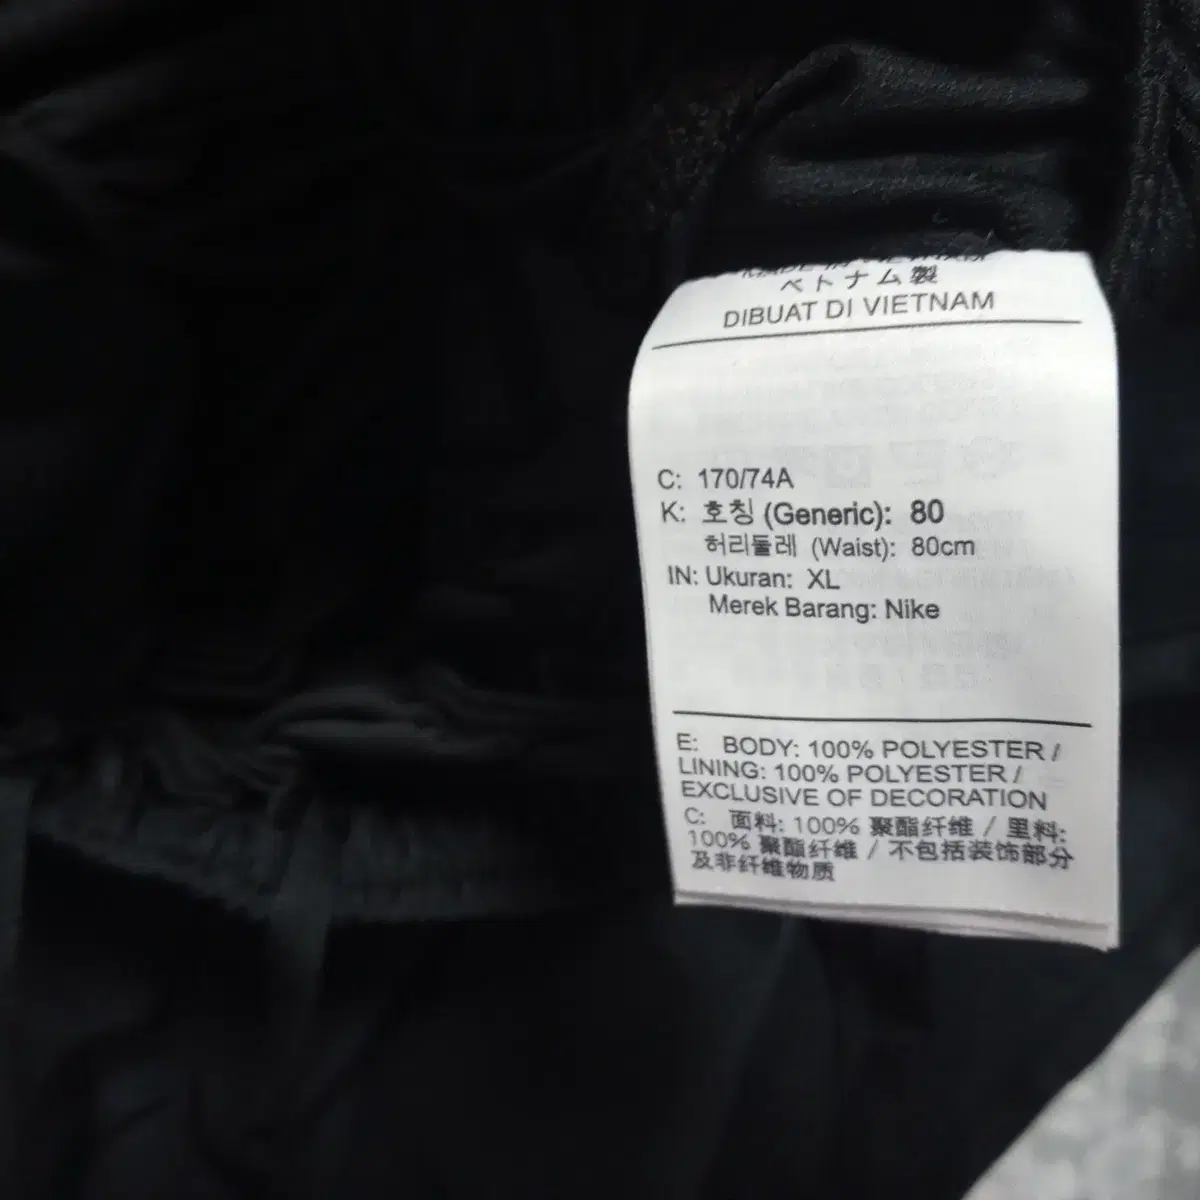 ベトナム製
DIBUAT DI VIETNAM
C: 170/74A
K: 호칭 (Generic): 80
허리둘레 (Waist): 80cm
IN: Ukuran: XL
Merek Barang: Nike
E: BODY: 100% POLYESTER /
LINING: 100% POLYESTER /
EXCLUSIVE OF DECORATION
C: 面料: 100% 聚酯纤维 / 里料:
100% 聚酯纤维 / 不包括装饰部分
及非纤维物质